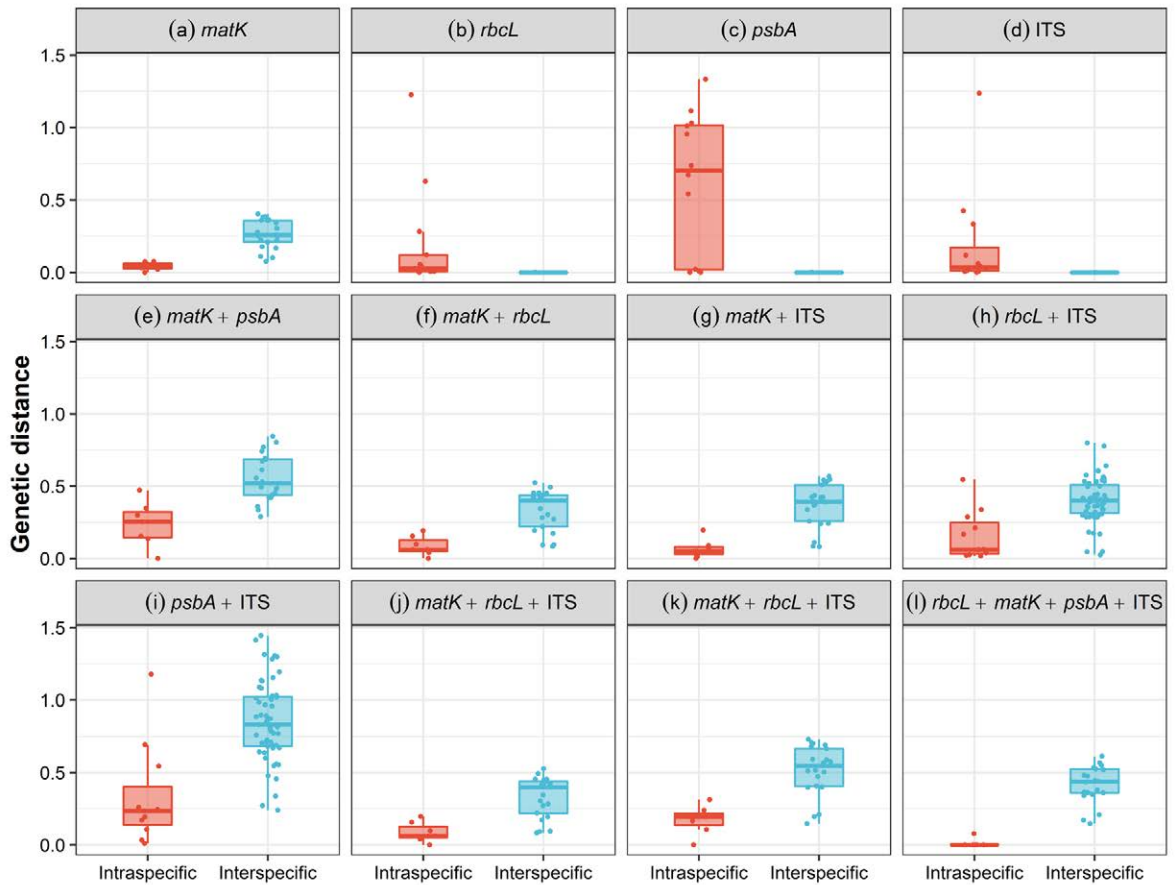 (a) matK
(b) rbcL
(c) psbA
(d) ITS
1.5
1.0
0.5
0.0
(e) matK + psbA
(f) matK + rbcL
(g) matK + ITS
(h) rbcL + ITS
1.5
1.0
0.5
0.0
Genetic distance
(i) psbA + ITS
(j) matK + rbcL + ITS
(k) matK + rbcL + ITS
(l) rbcL + matK + psbA + ITS
1.5
1.0
0.5
0.0
Intraspecific Interspecific
Intraspecific Interspecific
Intraspecific Interspecific
Intraspecific Interspecific